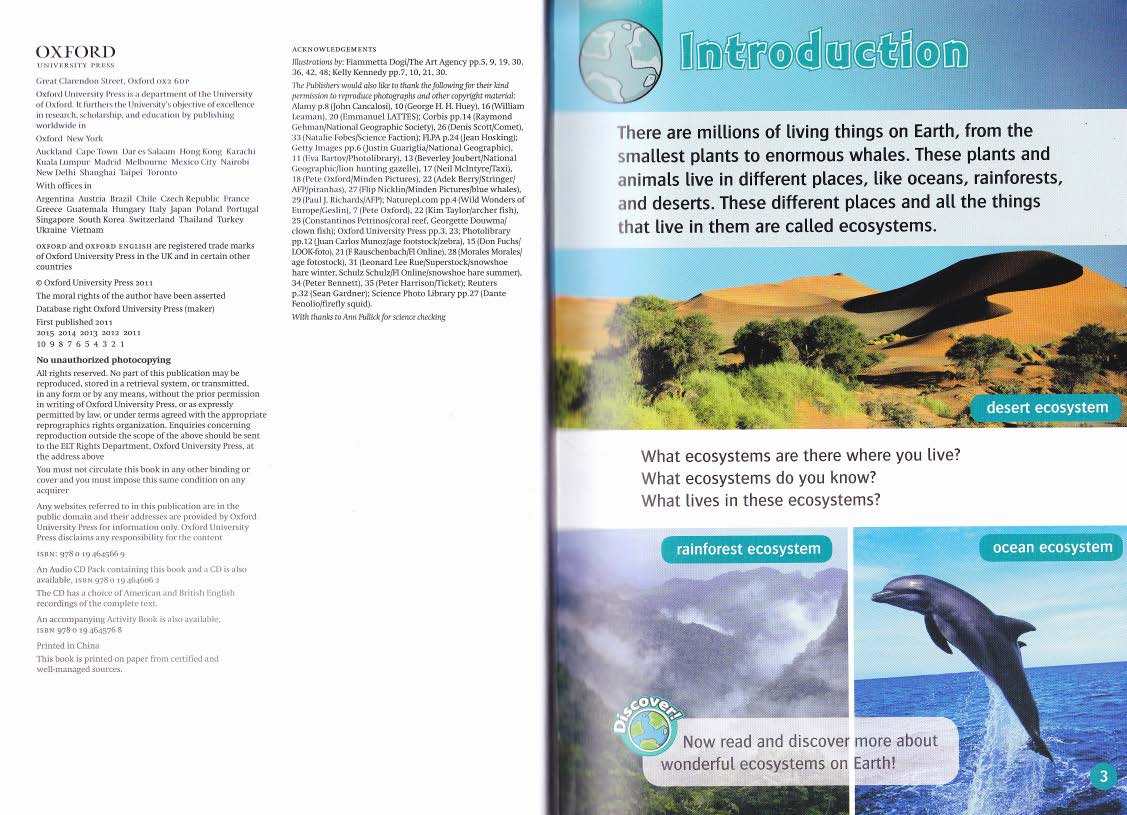 OXFORD
UNIVERSITY PRESS
Great Clarendon Street, Oxford OX2 6DP
Oxford University Press is a department of the University
of Oxford. It furthers the University's objective of excellence
in research, scholarship, and education by publishing
worldwide in
Oxford New York
Auckland Cape Town Dar es Salaam Hong Kong Karachi
Kuala Lumpur Madrid Melbourne Mexico City Nairobi
New Delhi Shanghai Taipei Toronto
With offices in
Argentina Austria Brazil Chile Czech Republic France
Greece Guatemala Hungary Italy Japan Poland Portugal
Singapore South Korea Switzerland Thailand Turkey
Ukraine Vietnam
OXFORD and OXFORD ENGLISH are registered trade marks
of Oxford University Press in the UK and in certain other
countries
© Oxford University Press 2011
The moral rights of the author have been asserted
Database right Oxford University Press (maker)
First published 2011
2015 2014 2013 2012 2011
10 9 8 7 6 5 4 3 2 1
No unauthorized photocopying
All rights reserved. No part of this publication may be
reproduced, stored in a retrieval system, or transmitted,
in any form or by any means, without the prior permission
in writing of Oxford University Press, or as expressly
permitted by law, or under terms agreed with the appropriate
reprographics rights organization. Enquiries concerning
reproduction outside the scope of the above should be sent
to the ELT Rights Department, Oxford University Press, at
the address above
You must not circulate this book in any other binding or
cover and you must impose this same condition on any
acquirer
Any websites referred to in this publication are in the
public domain and their addresses are provided by Oxford
University Press for information only. Oxford University
Press disclaims any responsibility for the content
ISBN: 978 0 19 464566 9
An Audio CD Pack containing this book and a CD is also
available, ISBN 978 0 19 464606 2
The CD has a choice of American and British English
recordings of the complete text.
An accompanying Activity Book is also available,
ISBN 978 0 19 464576 8
Printed in China
This book is printed on paper from certified and
well-managed sources.
ACKNOWLEDGEMENTS
Illustrations by: Fiammetta Dogi/The Art Agency pp.5, 9, 19, 30,
36, 42, 48; Kelly Kennedy pp.7, 10, 21, 30.
The Publishers would also like to thank the following for their kind
permission to reproduce photographs and other copyright material:
Alamy p.8 (John Cancalosi), 10 (George H. H. Huey), 16 (William
Leaman), 20 (Emmanuel LATTES); Corbis pp.14 (Raymond
Gehman/National Geographic Society), 26 (Denis Scott/Comet),
33 (Natalie Fobes/Science Faction); FLPA p.24 (Jean Hosking);
Getty Images pp.6 (Justin Guariglia/National Geographic),
11 (Eva Bartov/Photolibrary), 13 (Beverley Joubert/National
Geographic/lion hunting gazelle), 17 (Neil McIntyre/Taxi),
18 (Pete Oxford/Minden Pictures), 22 (Adek Berry/Stringer/
AFP/piranhas), 27 (Flip Nicklin/Minden Pictures/blue whales),
29 (Paul J. Richards/AFP); Naturepl.com pp.4 (Wild Wonders of
Europe/Geslin), 7 (Pete Oxford), 22 (Kim Taylor/archer fish),
25 (Constantinos Petrinos/coral reef, Georgette Douwma/
clown fish); Oxford University Press pp.3, 23; Photolibrary
pp.12 (Juan Carlos Munoz/age footstock/zebra), 15 (Don Fuchs/
LOOK-foto), 21 (F Rauschenbach/F1 Online), 28 (Morales Morales/
age fotostock), 31 (Leonard Lee Rue/Superstock/snowshoe
hare winter, Schulz Schulz/F1 Online/snowshoe hare summer),
34 (Peter Bennett), 35 (Peter Harrison/Ticket); Reuters
p.32 (Sean Gardner); Science Photo Library pp.27 (Dante
Fenolio/firefly squid).
With thanks to Ann Fullick for science checking
Introduction
There are millions of living things on Earth, from the
smallest plants to enormous whales. These plants and
animals live in different places, like oceans, rainforests,
and deserts. These different places and all the things
that live in them are called ecosystems.
desert ecosystem
What ecosystems are there where you live?
What ecosystems do you know?
What lives in these ecosystems?
rainforest ecosystem
ocean ecosystem
Discover!
Now read and discover more about
wonderful ecosystems on Earth!
3